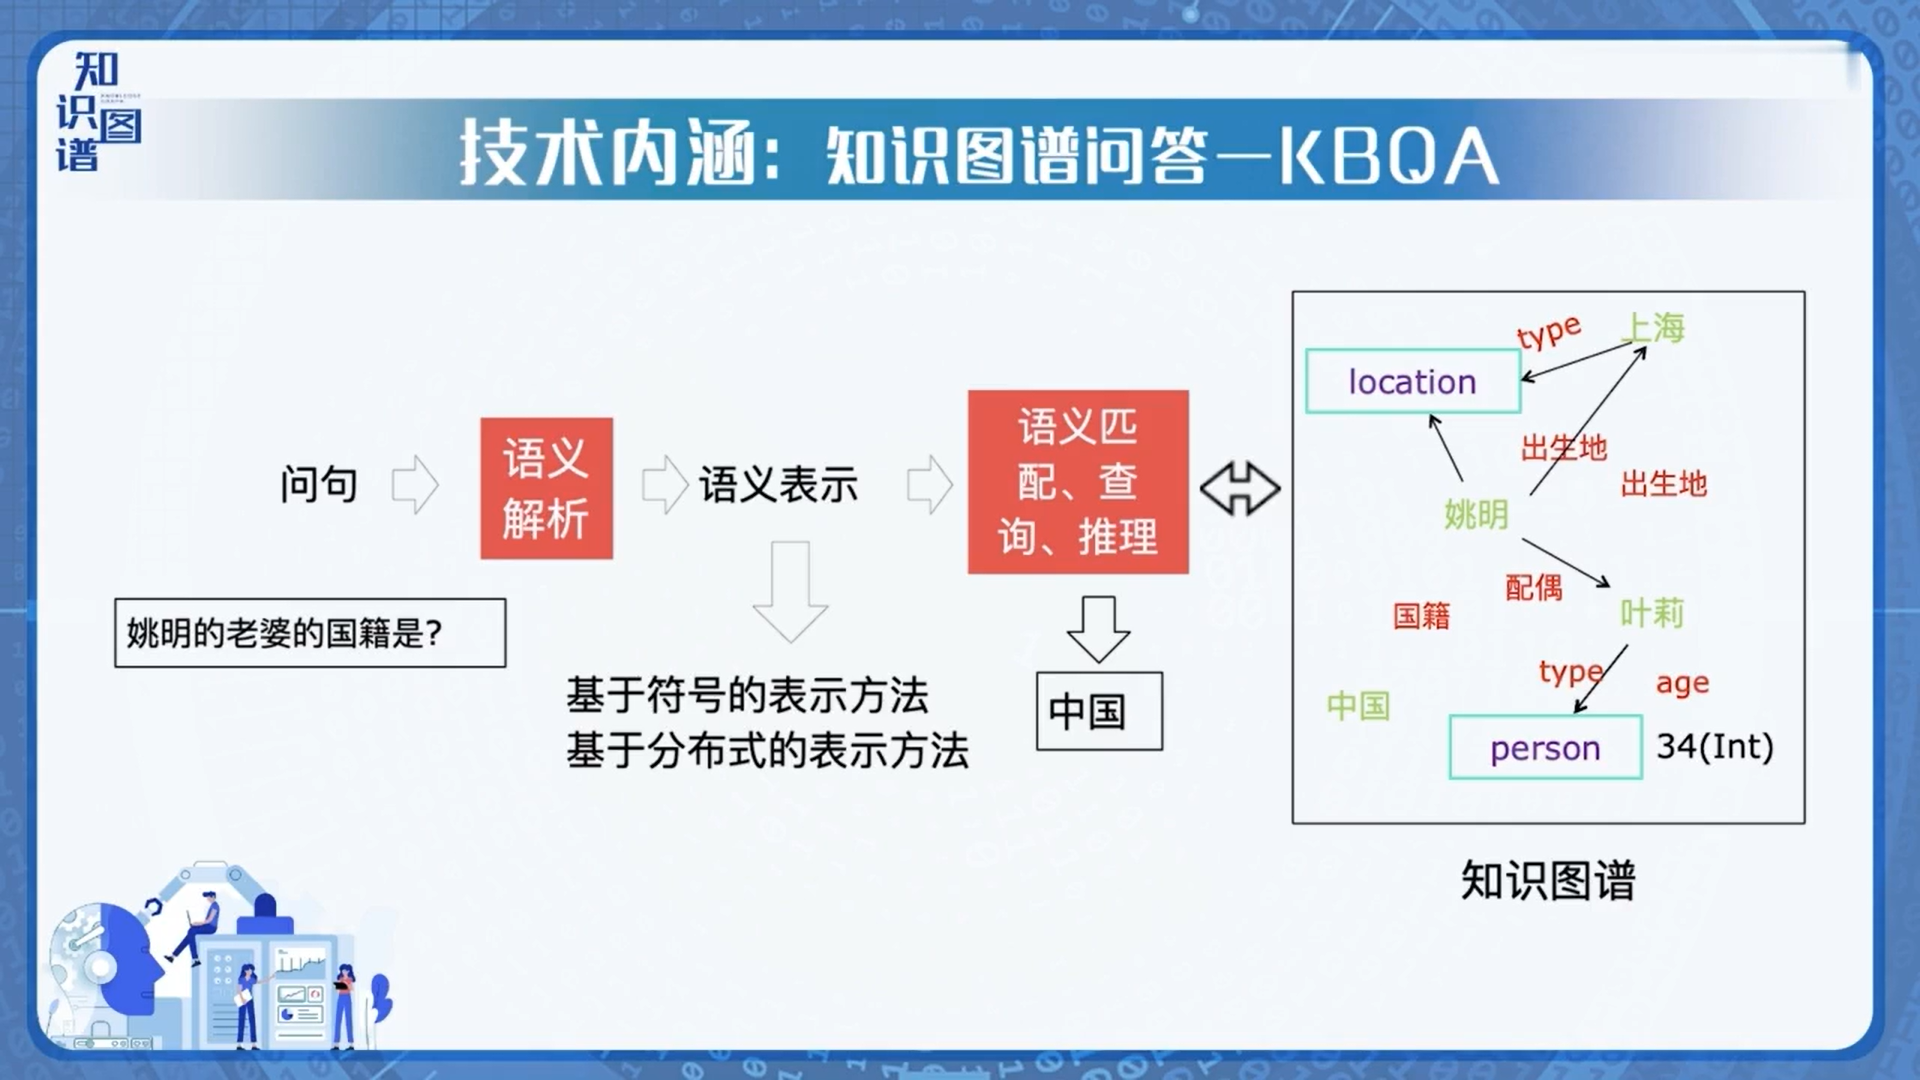 知识图谱
技术内涵：知识图谱问答—KBQA
问句
语义
解析
语义表示
语义匹
配、查
询、推理
姚明的老婆的国籍是?
基于符号的表示方法
基于分布式的表示方法
中国
type
上海
location
出生地
出生地
姚明
配偶
国籍
叶莉
type
age
中国
person
34(Int)
知识图谱